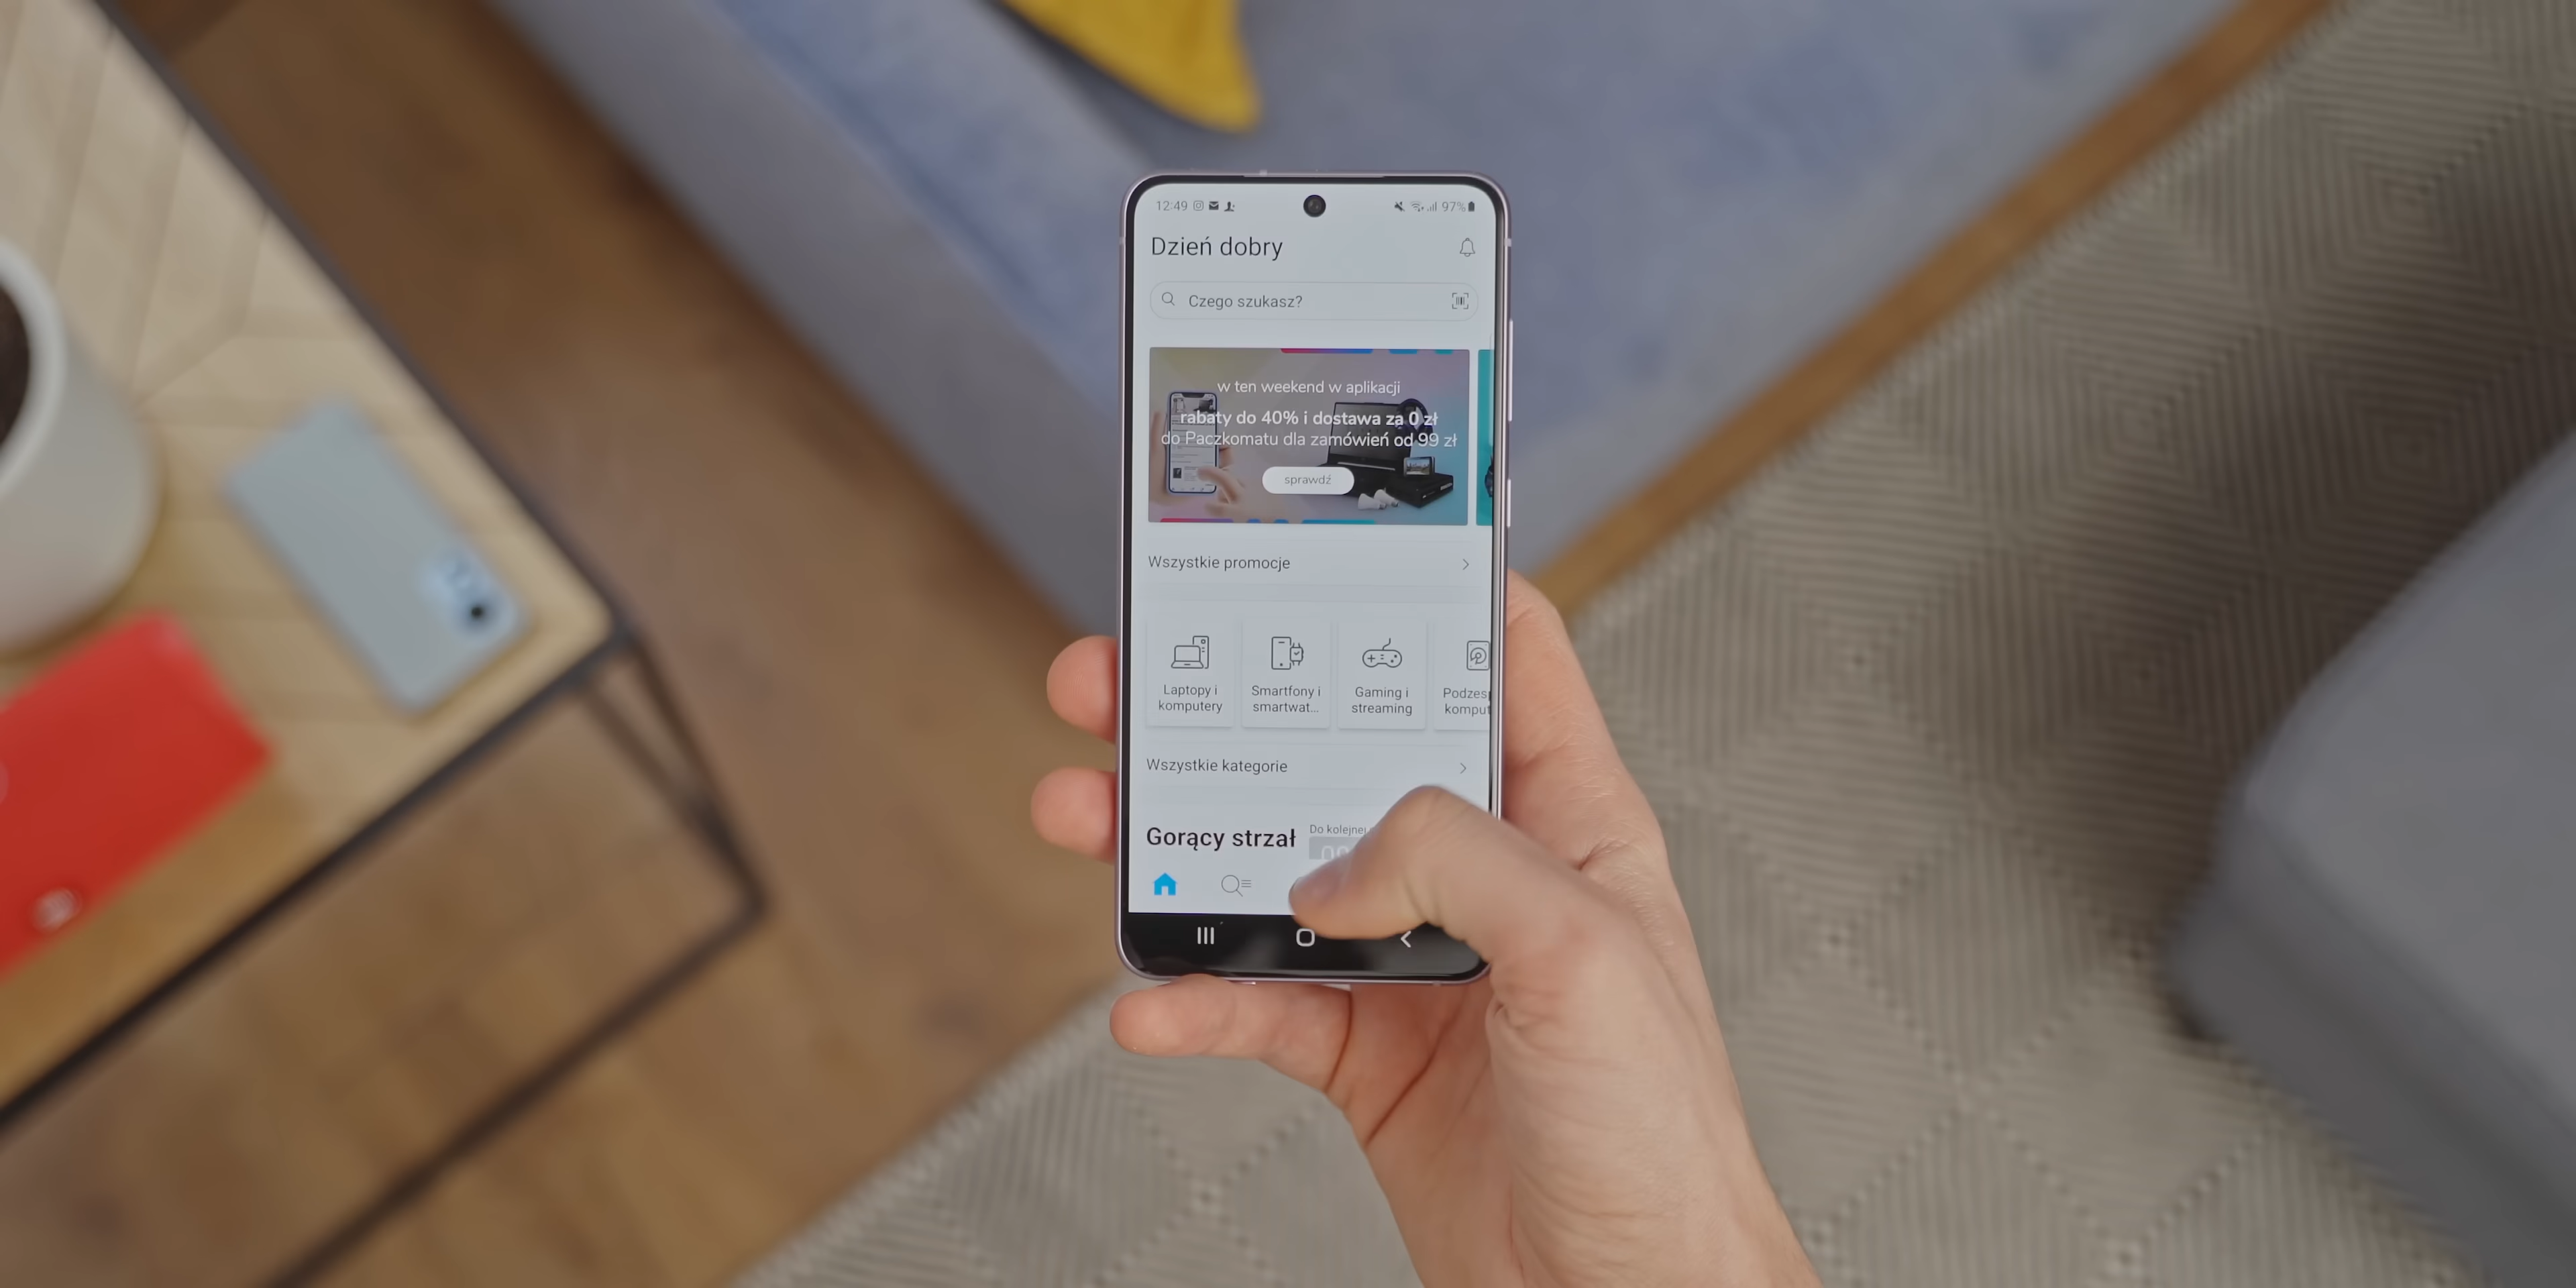 12:49
97%
Dzień dobry
Czego szukasz?
w ten weekend w aplikacji
rabaty do 40% i dostawa za 0 zł
do Paczkomatu dla zamówień od 99 zł
sprawdź
Wszystkie promocje
Laptopy i
komputery
Smartfony i
smartwat...
Gaming i
streaming
Podzesp
komput
Wszystkie kategorie
Gorący strzał
Do kolejnej